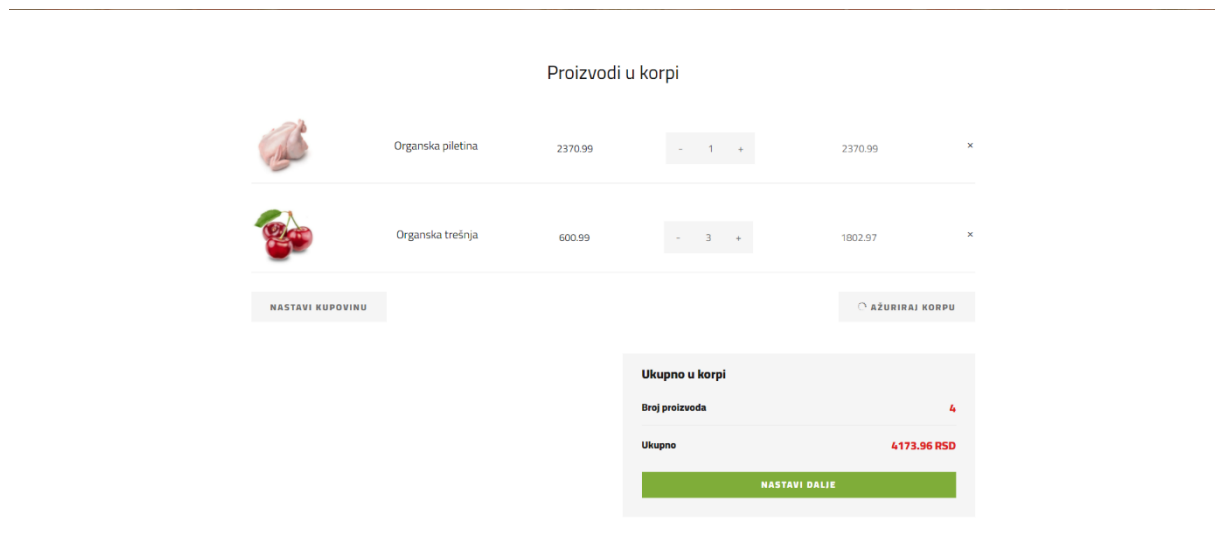 Proizvodi u korpi
Organska piletina 2370.99 - 1 + 2370.99 ×
Organska trešnja 600.99 - 3 + 1802.97 ×
NASTAVI KUPOVINU AŽURIRAJ KORPU
Ukupno u korpi
Broj proizvoda 4
Ukupno 4173.96 RSD
NASTAVI DALJE